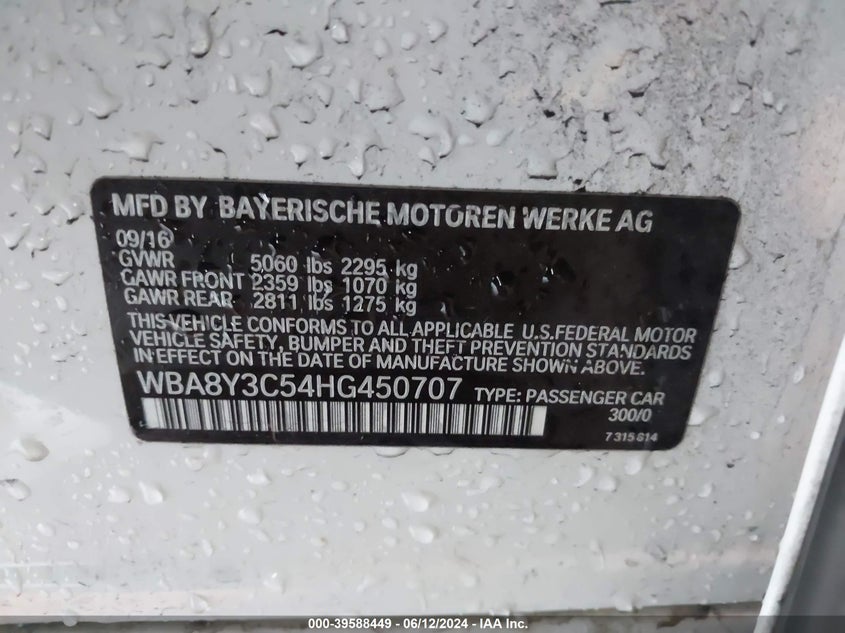 MFD BY BAYERISCHE MOTOREN WERKE AG
09/16
GVWR 5060 lbs 2295 kg
GAWR FRONT 2359 lbs 1070 kg
GAWR REAR 2811 lbs 1275 kg
THIS VEHICLE CONFORMS TO ALL APPLICABLE U.S.FEDERAL MOTOR
VEHICLE SAFETY, BUMPER AND THEFT PREVENTION STANDARDS
IN EFFECT ON THE DATE OF MANUFACTURE SHOWN ABOVE.
WBA8Y3C54HG450707 TYPE: PASSENGER CAR
300/0
7315814
000-39588449 - 06/12/2024 - IAA Inc.